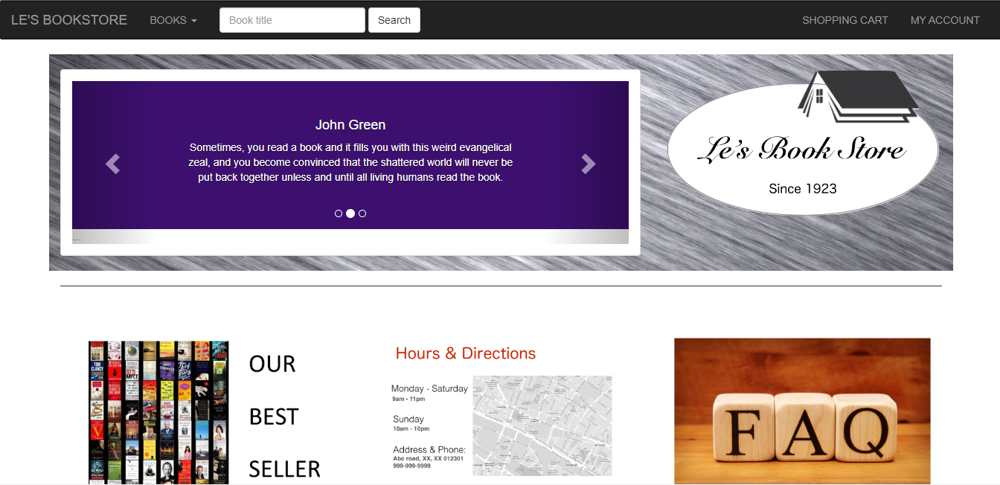 LE'S BOOKSTORE BOOKS Book title Search SHOPPING CART MY ACCOUNT
John Green
Sometimes, you read a book and it fills you with this weird evangelical
zeal, and you become convinced that the shattered world will never be
put back together unless and until all living humans read the book.
...
Le's Book Store
Since 1923
OUR
BEST
SELLER
Hours & Directions
Monday - Saturday
9am - 11pm
Sunday
10am - 10pm
Address & Phone:
Abc road, XX, XX 012301
999-999-9999
FAQ